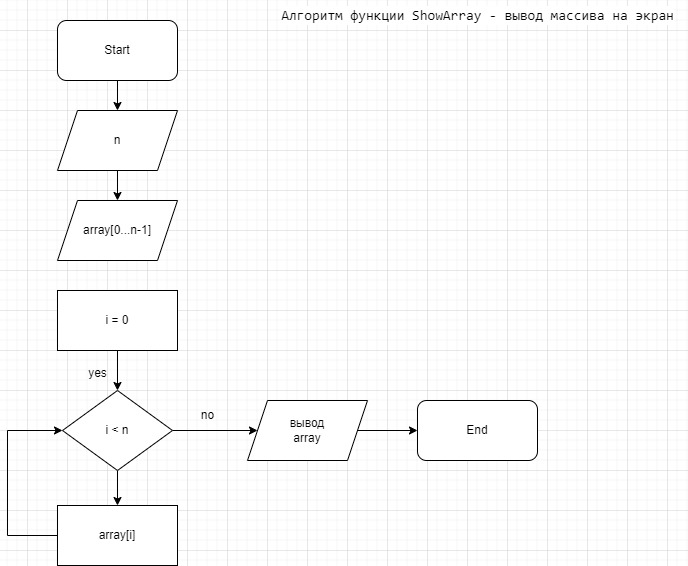 Алгоритм функции ShowArray - вывод массива на экран
Start
n
array[0...n-1]
i = 0
yes
i < n
no
вывод
array
End
array[i]